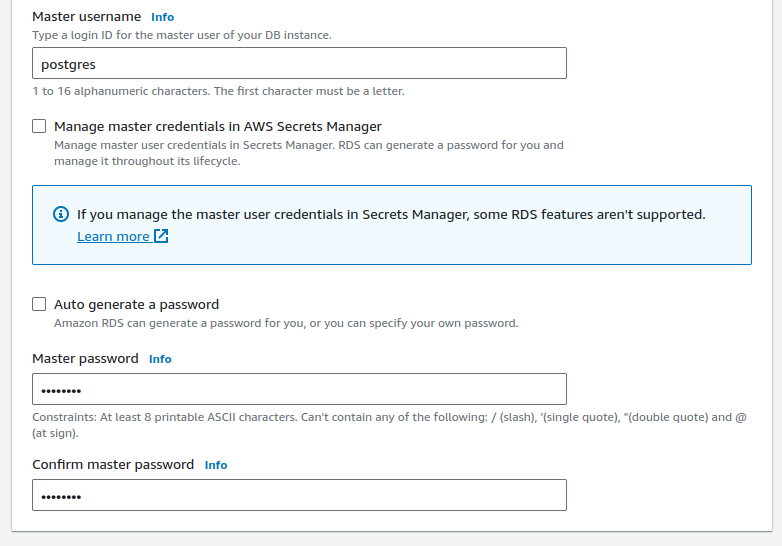 Master username Info
Type a login ID for the master user of your DB instance.
postgres
1 to 16 alphanumeric characters. The first character must be a letter.
Manage master credentials in AWS Secrets Manager
Manage master user credentials in Secrets Manager. RDS can generate a password for you and
manage it throughout its lifecycle.
If you manage the master user credentials in Secrets Manager, some RDS features aren't supported.
Learn more
Auto generate a password
Amazon RDS can generate a password for you, or you can specify your own password.
Master password Info
••••••••
Constraints: At least 8 printable ASCII characters. Can't contain any of the following: / (slash), '(single quote), "(double quote) and @
(at sign).
Confirm master password Info
••••••••